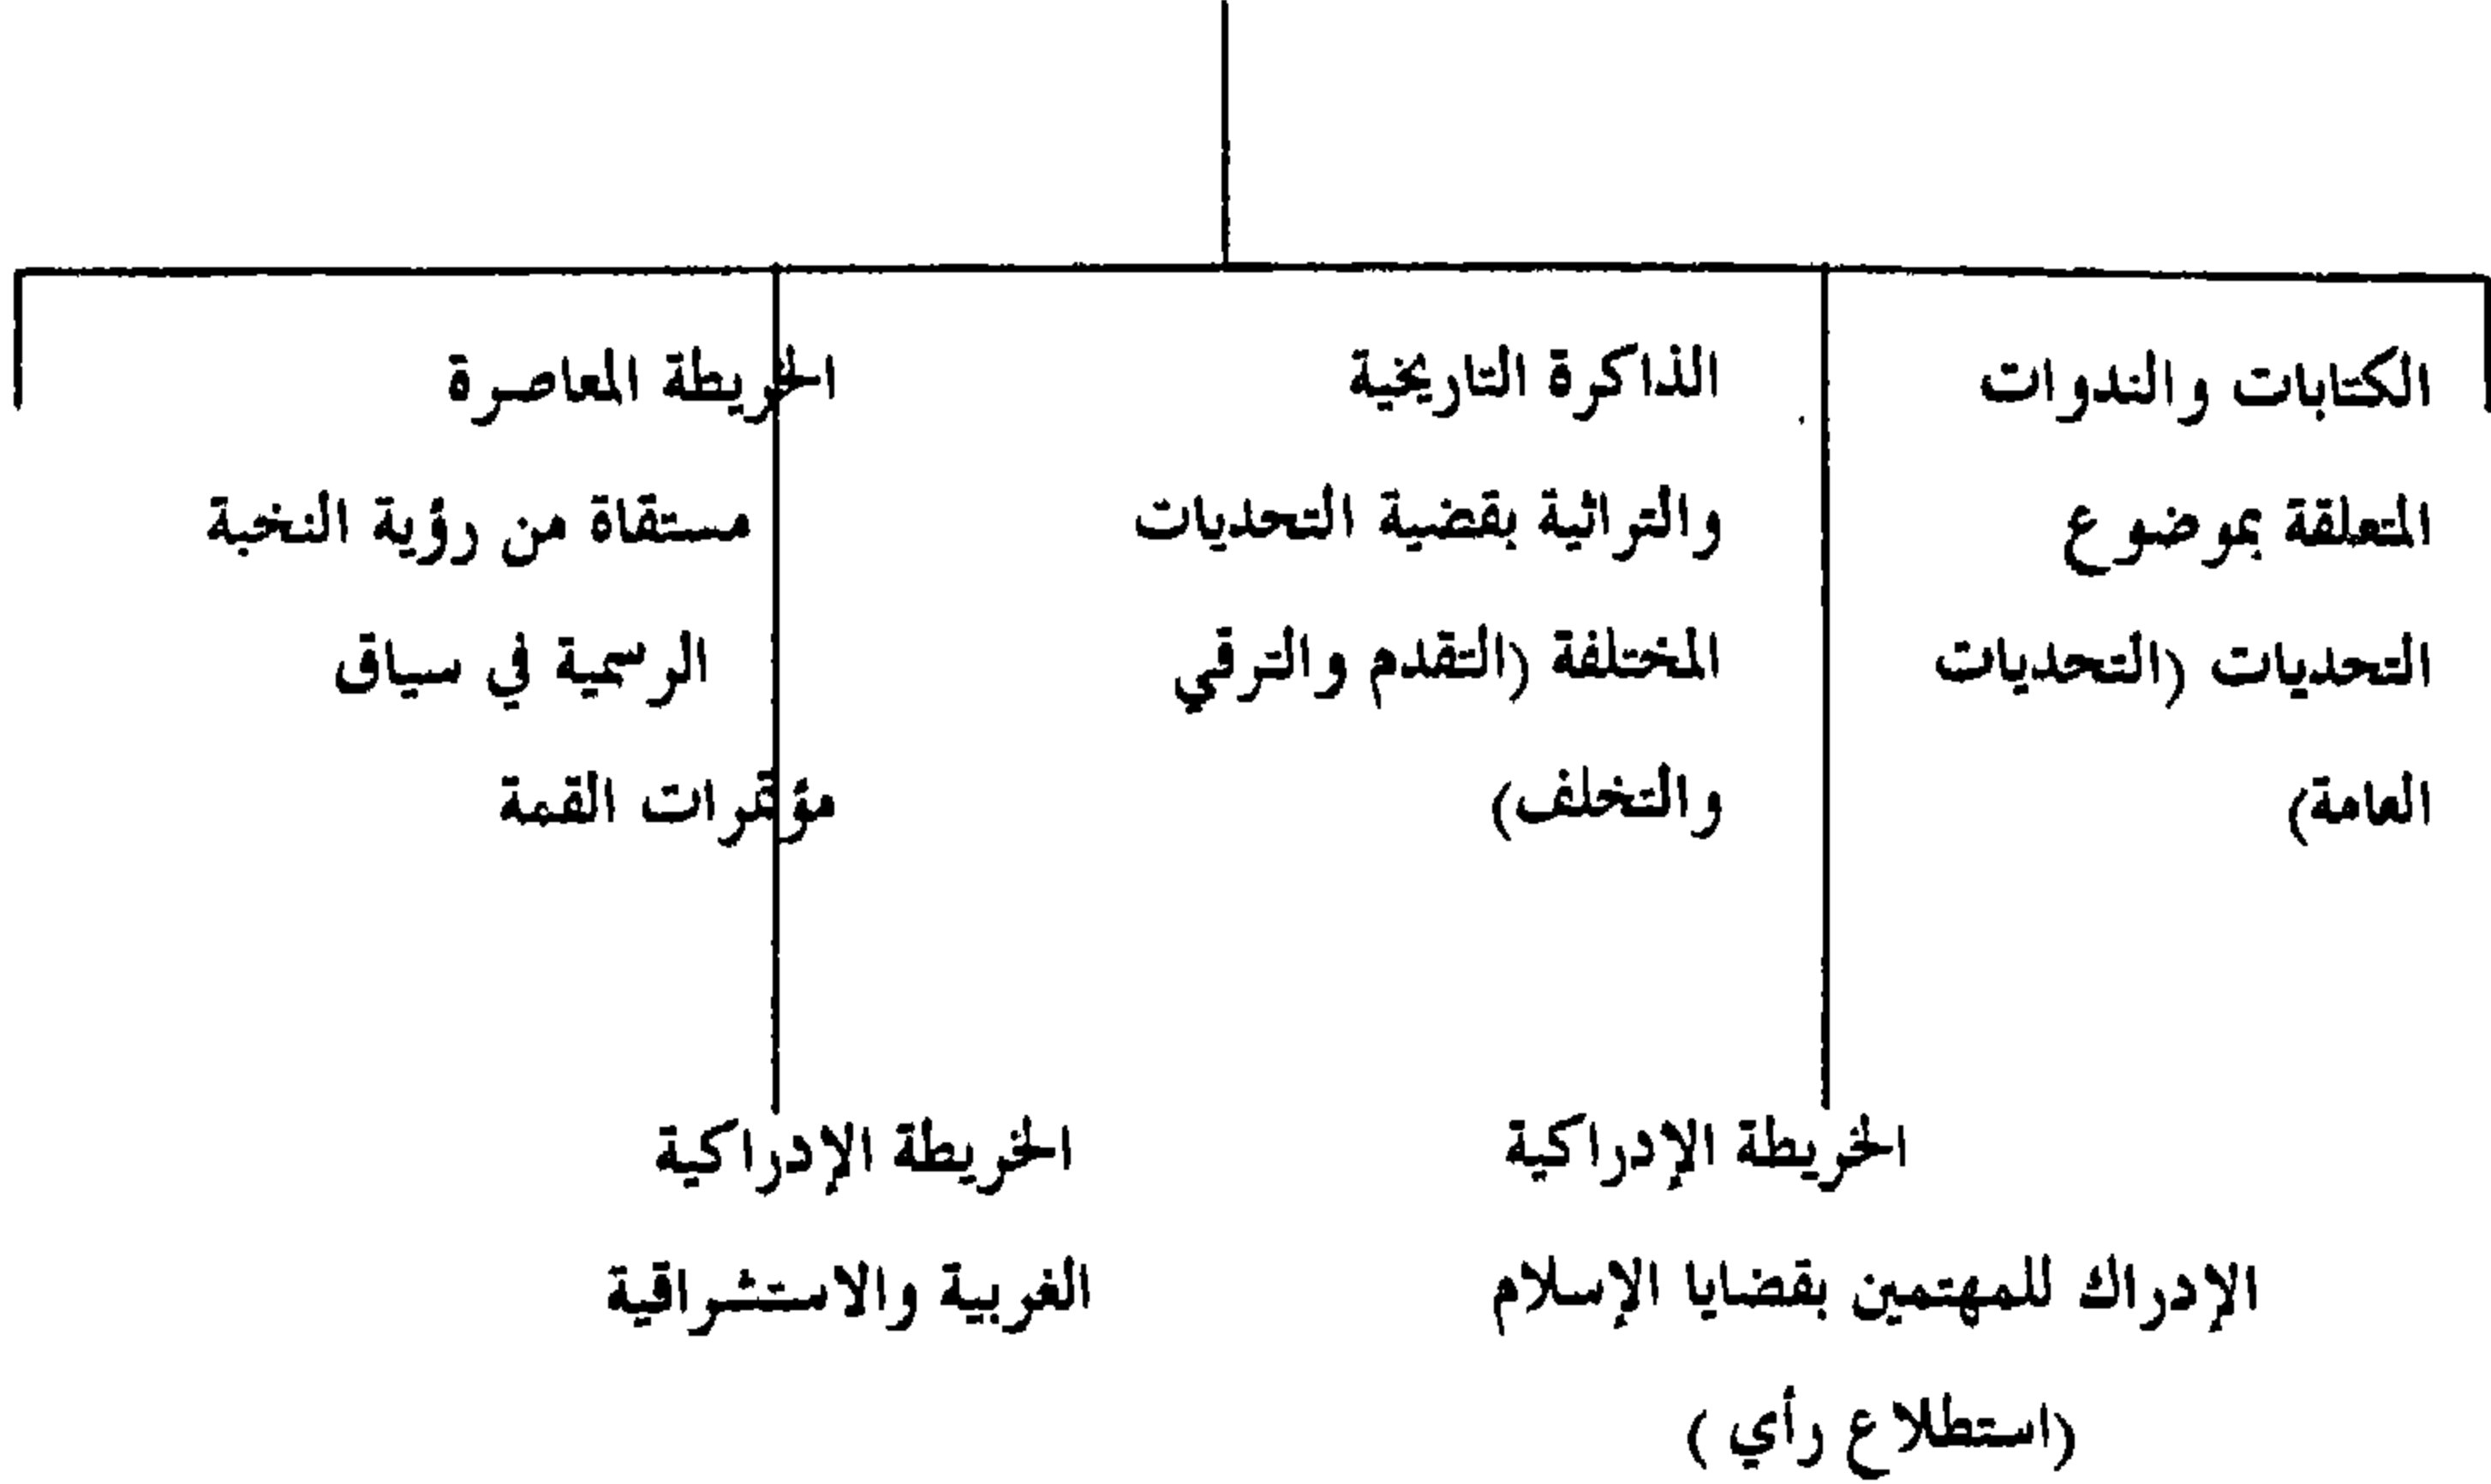 الكتابات والندوات
المتعلقة بموضوع
التحديات (التحديات
العامة)
الذاكرة التاريخية
والتراثية بقضية التحديات
المختلفة (التقدم والترقي
والتخلف)
الخريطة المعاصرة
مستقاة من رؤية النخبة
الرسمية في سياق
مؤتمرات القمة
الخريطة الإدراكية
الإدراك للمهتمين بقضايا الإسلام
(استطلاع رأي )
الخريطة الإدراكية
الغربية والاستشراقية